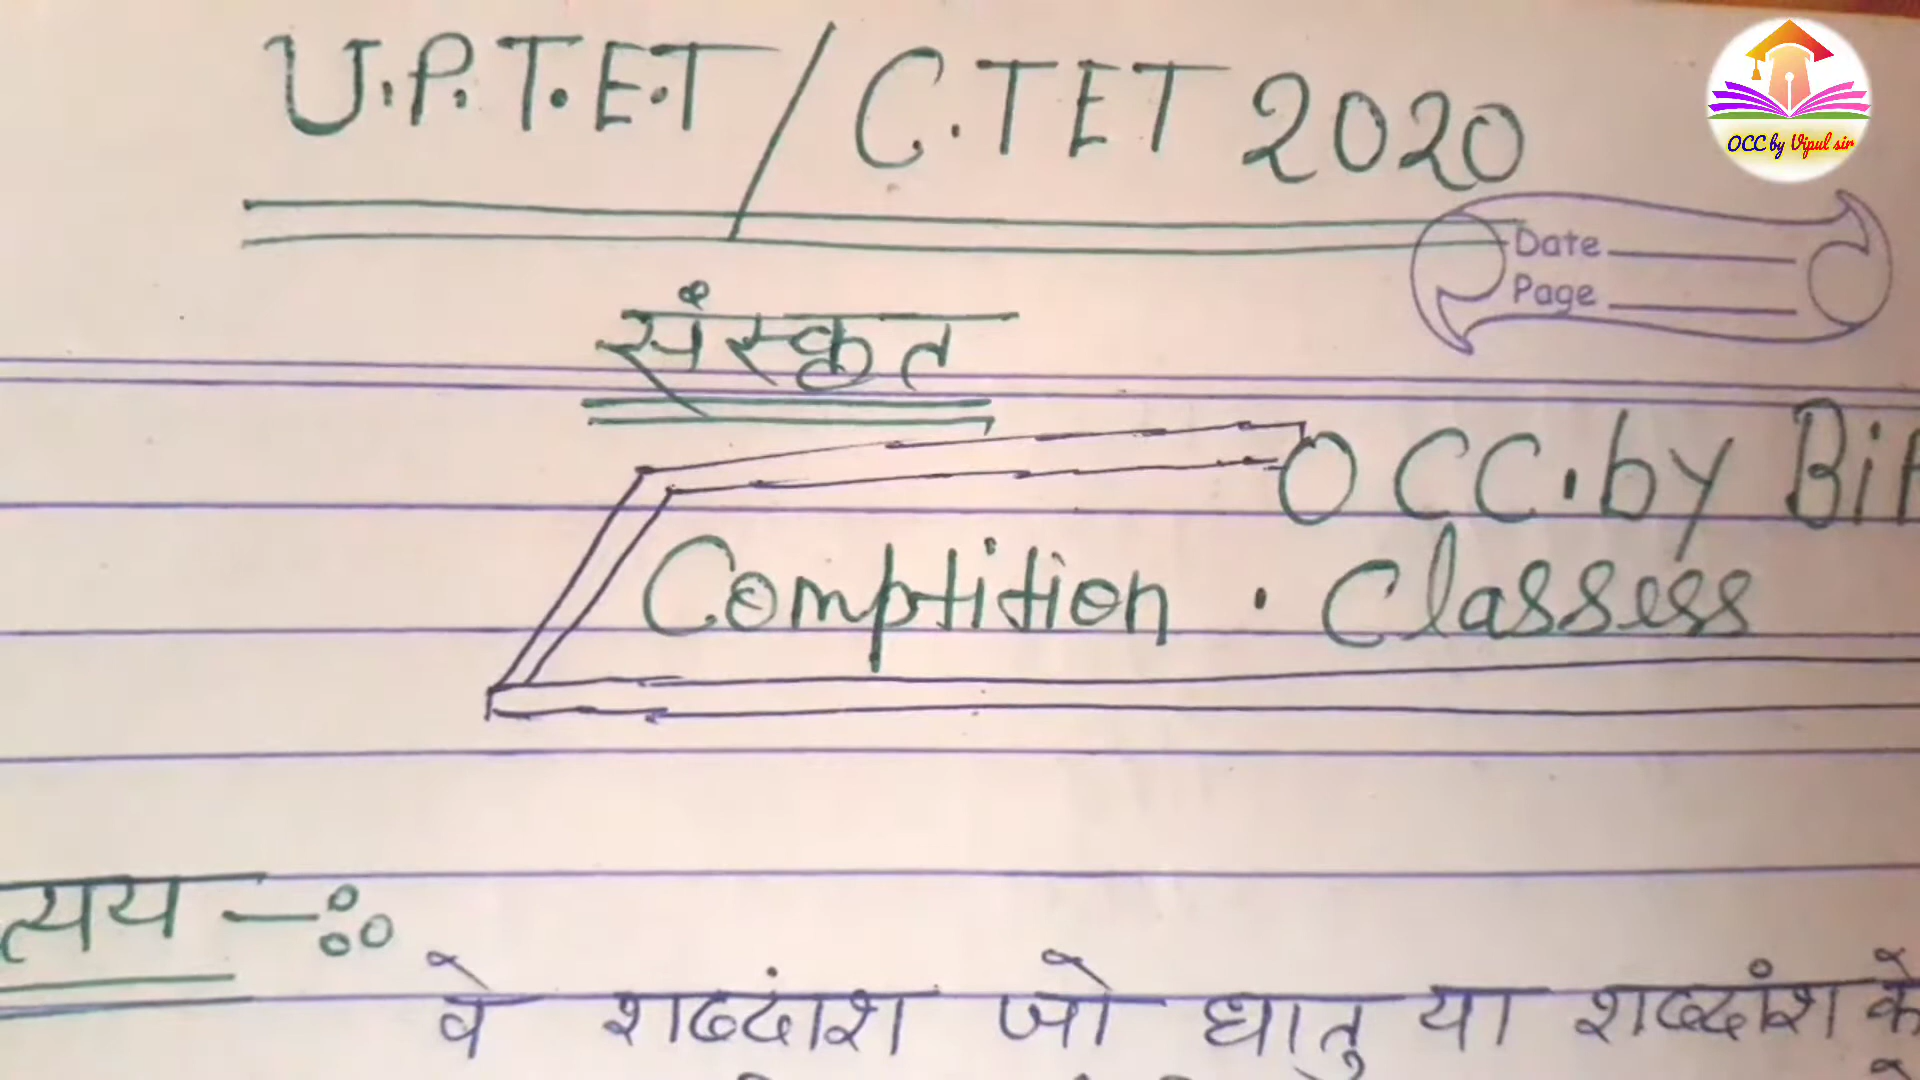 U.P.T.E.T / C.TET 2020
OCC by Vipul sir
Date
Page
संस्कृत
OCC.by
Comptition . Classess
त्यय —
वे शब्दांश जो धातु या शब्दांश के